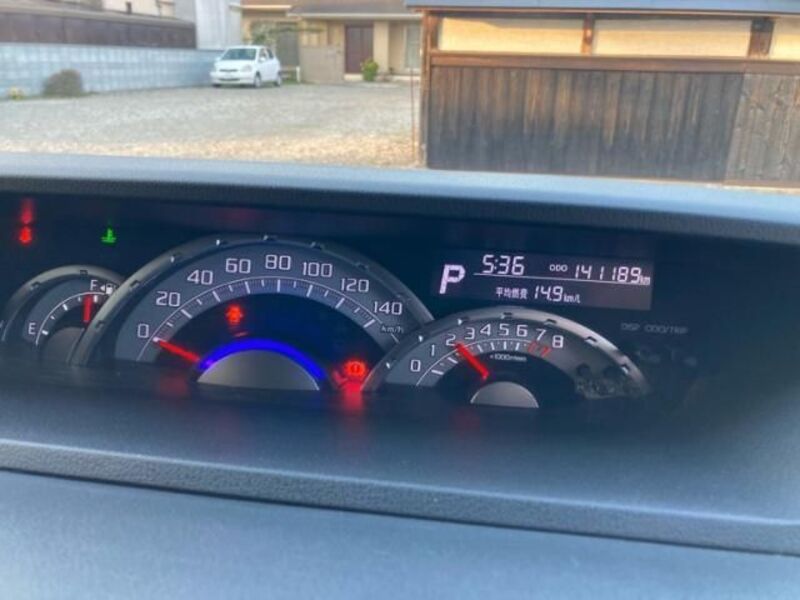 P 5:36 ODO 141189km
平均燃費 14.9km/L
E F
0 20 40 60 80 100 120 140
km/h
0 1 2 3 4 5 6 7 8
×1000r/min
DISP ODO/TRIP